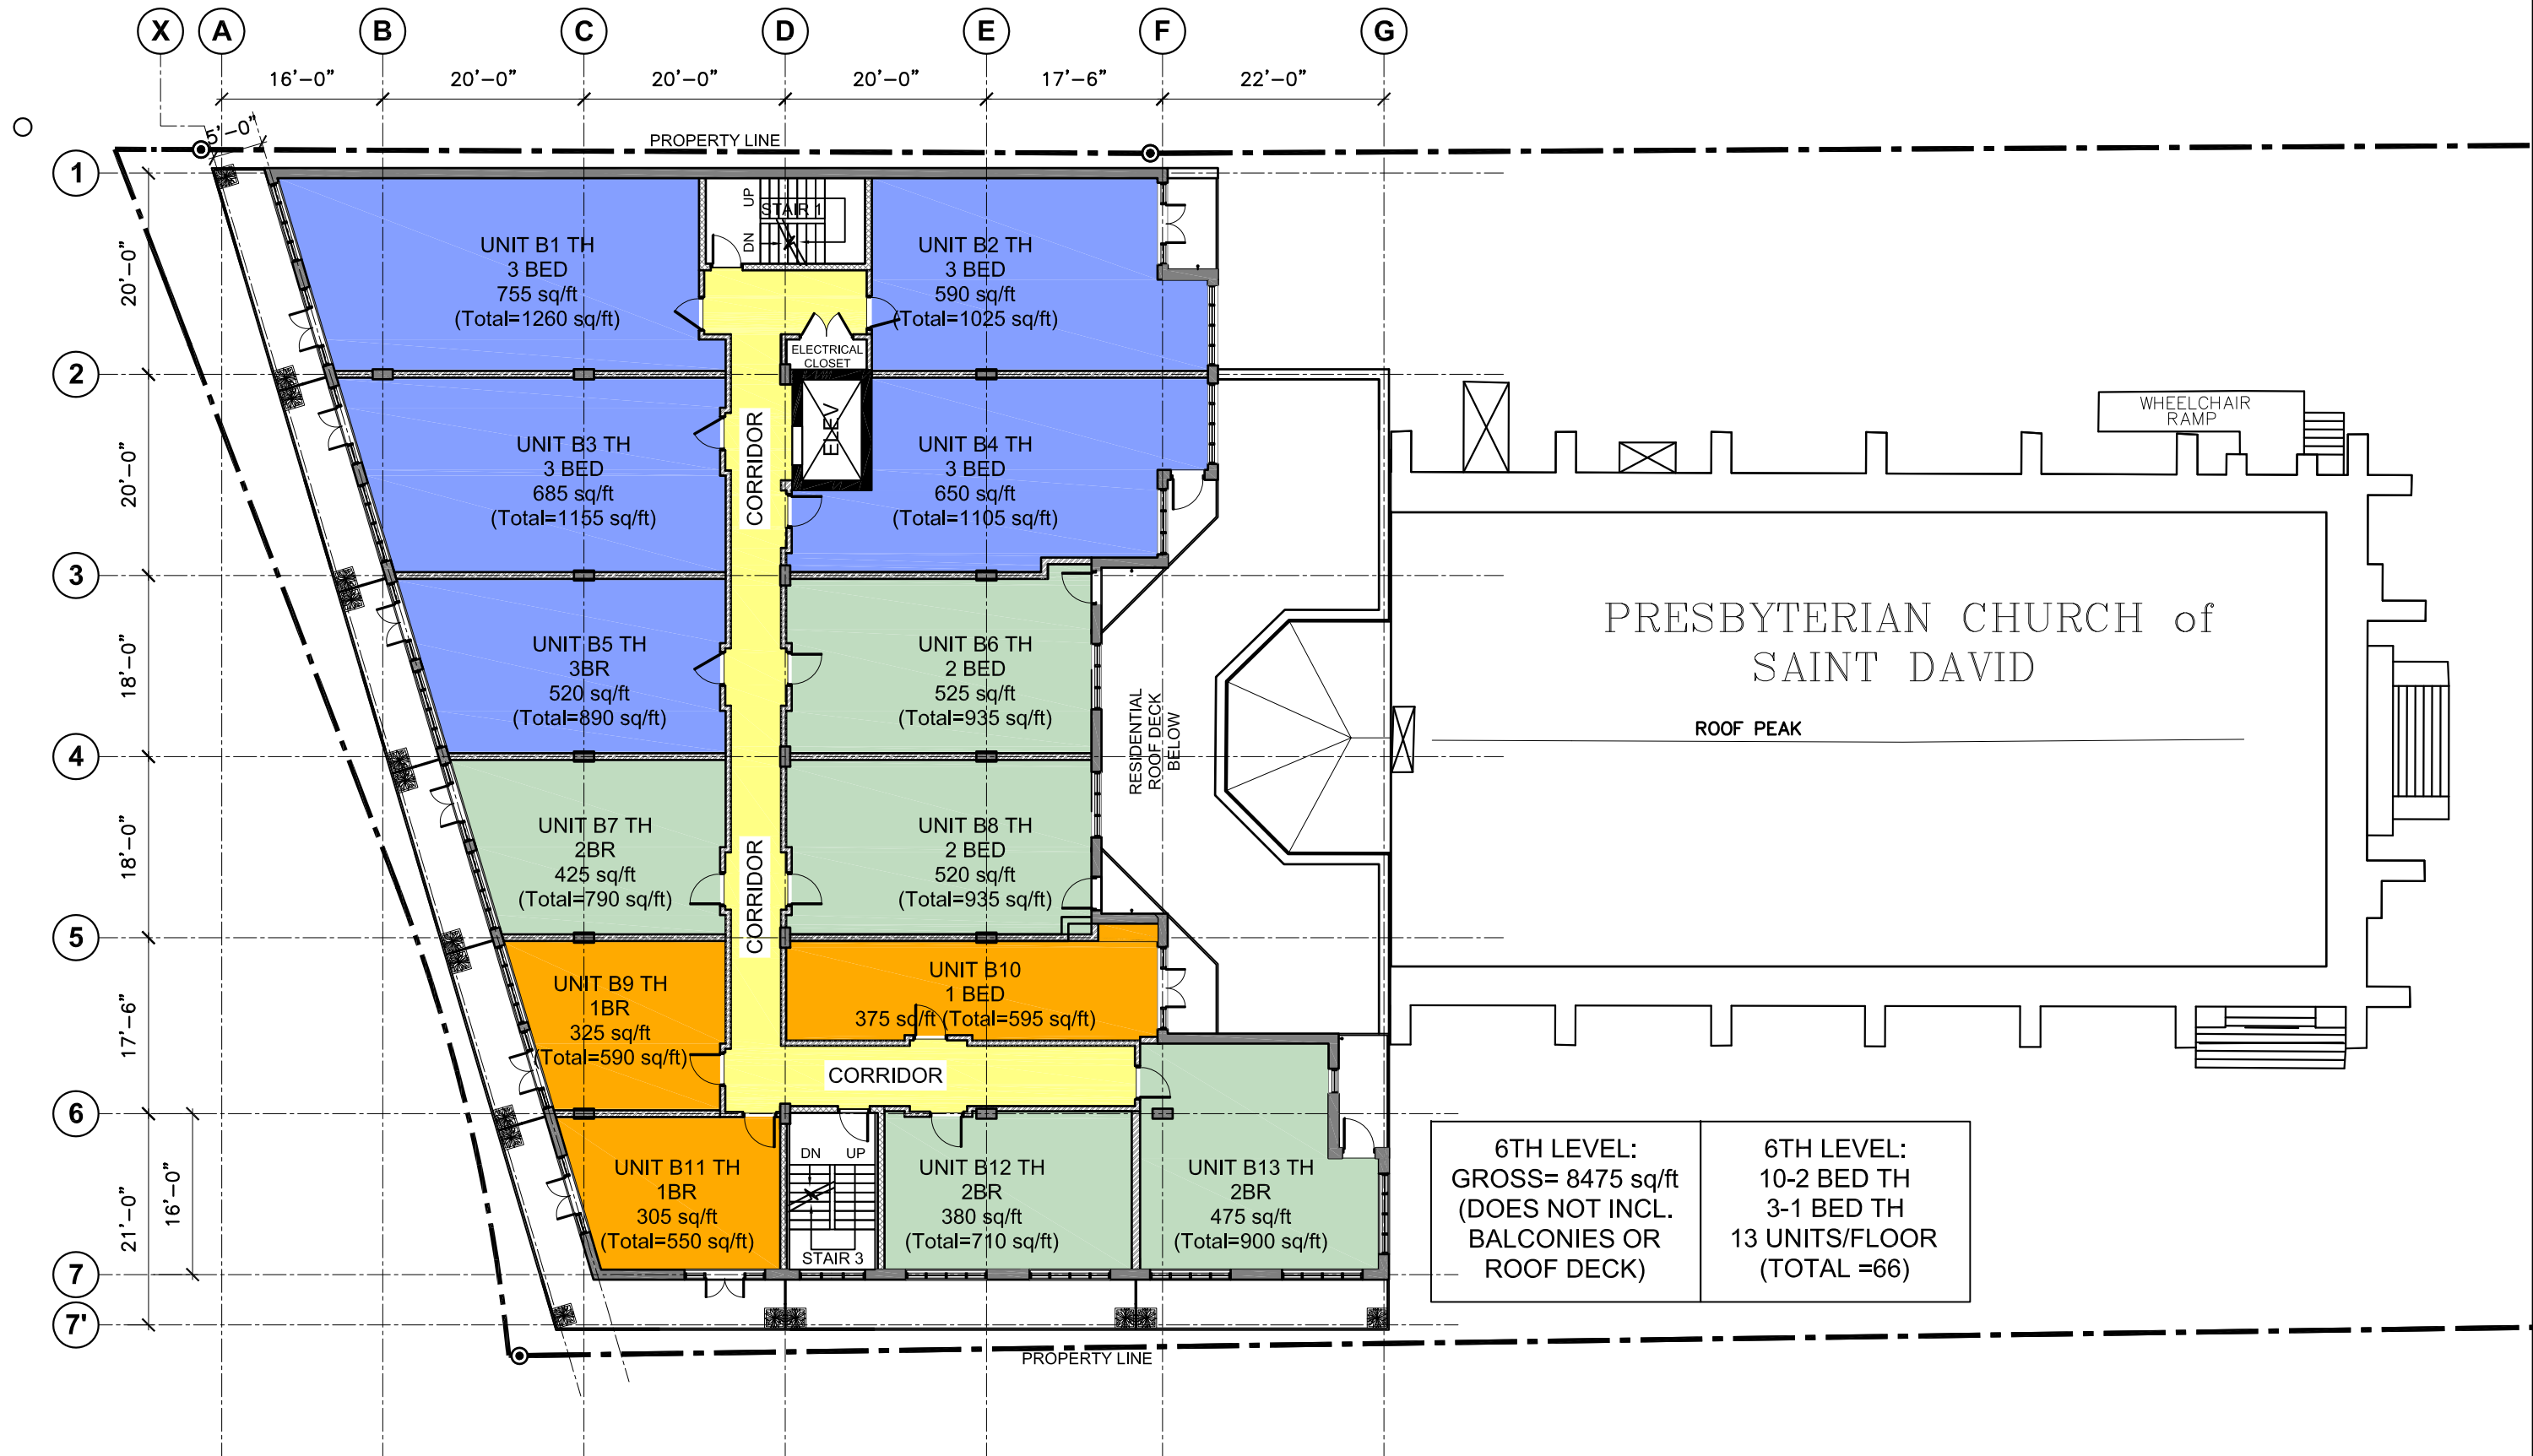 X
A
B
C
D
E
F
G
16’-0”
20’-0”
20’-0”
20’-0”
17’-6”
22’-0”
5’-0”
PROPERTY LINE
1
2
3
4
5
6
7
7'
20’-0”
20’-0”
18’-0”
18’-0”
17’-6”
21’-0”
16’-0”
UNIT B1 TH
3 BED
755 sq/ft
(Total=1260 sq/ft)
UP
DN
STAIR 1
UNIT B2 TH
3 BED
590 sq/ft
(Total=1025 sq/ft)
ELECTRICAL
CLOSET
ELEV
CORRIDOR
UNIT B3 TH
3 BED
685 sq/ft
(Total=1155 sq/ft)
UNIT B4 TH
3 BED
650 sq/ft
(Total=1105 sq/ft)
UNIT B5 TH
3BR
520 sq/ft
(Total=890 sq/ft)
UNIT B6 TH
2 BED
525 sq/ft
(Total=935 sq/ft)
RESIDENTIAL
ROOF DECK
BELOW
UNIT B7 TH
2BR
425 sq/ft
(Total=790 sq/ft)
CORRIDOR
UNIT B8 TH
2 BED
520 sq/ft
(Total=935 sq/ft)
UNIT B9 TH
1BR
325 sq/ft
(Total=590 sq/ft)
UNIT B10
1 BED
375 sq/ft (Total=595 sq/ft)
CORRIDOR
UNIT B11 TH
1BR
305 sq/ft
(Total=550 sq/ft)
DN UP
STAIR 3
UNIT B12 TH
2BR
380 sq/ft
(Total=710 sq/ft)
UNIT B13 TH
2BR
475 sq/ft
(Total=900 sq/ft)
PROPERTY LINE
WHEELCHAIR
RAMP
PRESBYTERIAN CHURCH of
SAINT DAVID
ROOF PEAK
6TH LEVEL:
GROSS= 8475 sq/ft
(DOES NOT INCL.
BALCONIES OR
ROOF DECK)
6TH LEVEL:
10-2 BED TH
3-1 BED TH
13 UNITS/FLOOR
(TOTAL =66)